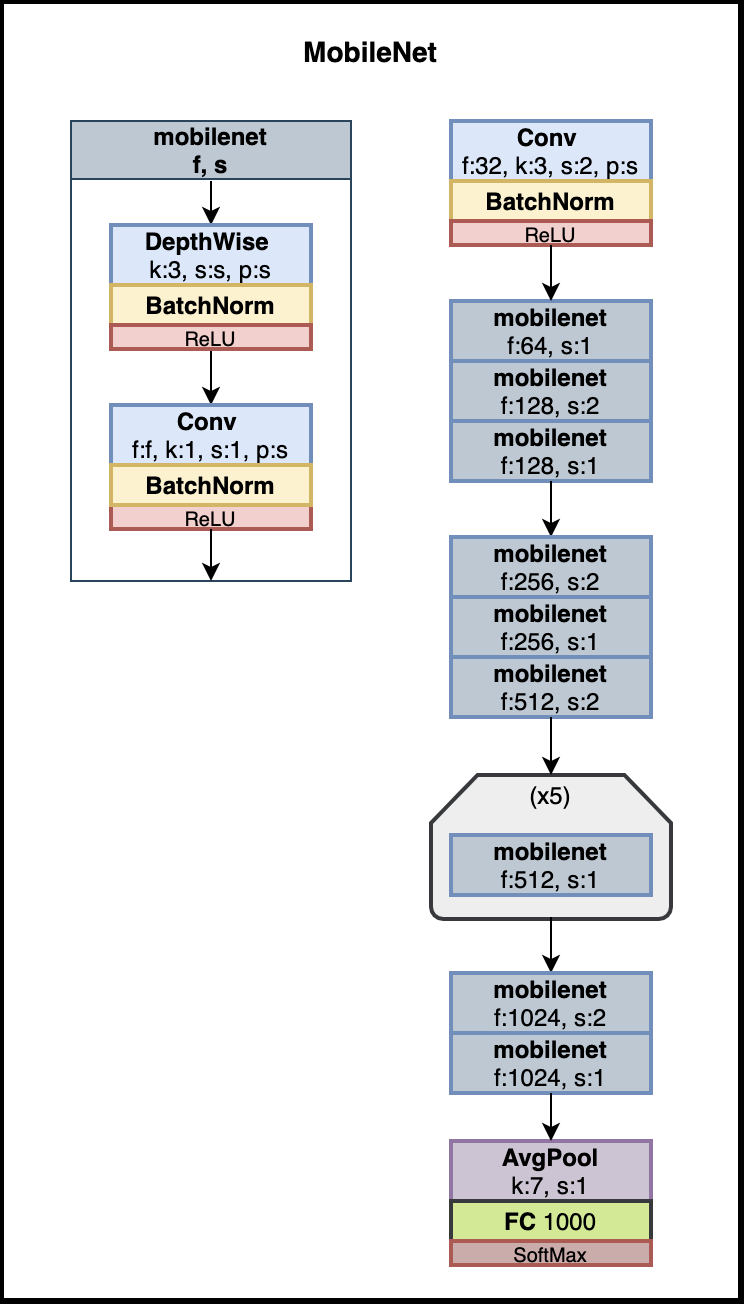 MobileNet
mobilenet
f, s
DepthWise
k:3, s:s, p:s
BatchNorm
ReLU
Conv
f:f, k:1, s:1, p:s
BatchNorm
ReLU
Conv
f:32, k:3, s:2, p:s
BatchNorm
ReLU
mobilenet
f:64, s:1
mobilenet
f:128, s:2
mobilenet
f:128, s:1
mobilenet
f:256, s:2
mobilenet
f:256, s:1
mobilenet
f:512, s:2
(x5)
mobilenet
f:512, s:1
mobilenet
f:1024, s:2
mobilenet
f:1024, s:1
AvgPool
k:7, s:1
FC 1000
SoftMax